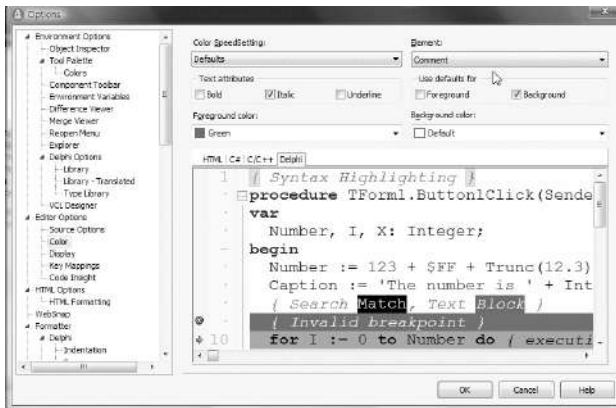 Options
Environment Options
Object Inspector
Tool Palette
Colors
Component Toolbar
Environment Variables
Difference Viewer
Merge Viewer
Reopen Menu
Explorer
Delphi Options
Library
Library - Translated
Type Library
VCL Designer
Editor Options
Source Options
Color
Display
Key Mappings
Code Insight
HTML Options
HTML Formatting
WebSnap
Formatter
Delphi
Indentation
Color SpeedSetting:
Defaults
Element:
Comment
Text attributes
Bold Italic Underline
Use defaults for
Foreground Background
Foreground color:
Green
Background color:
Default
HTML C# C/C++ Delphi
1 { Syntax Highlighting }
procedure TForm1.Button1Click(Sende
var
Number, I, X: Integer;
begin
Number := 123 + $FF + Trunc(12.3)
Caption := 'The number is ' + Int
{ Search Match, Text Block }
{ Invalid breakpoint }
10 for I := 0 to Number do { executi
OK Cancel Help